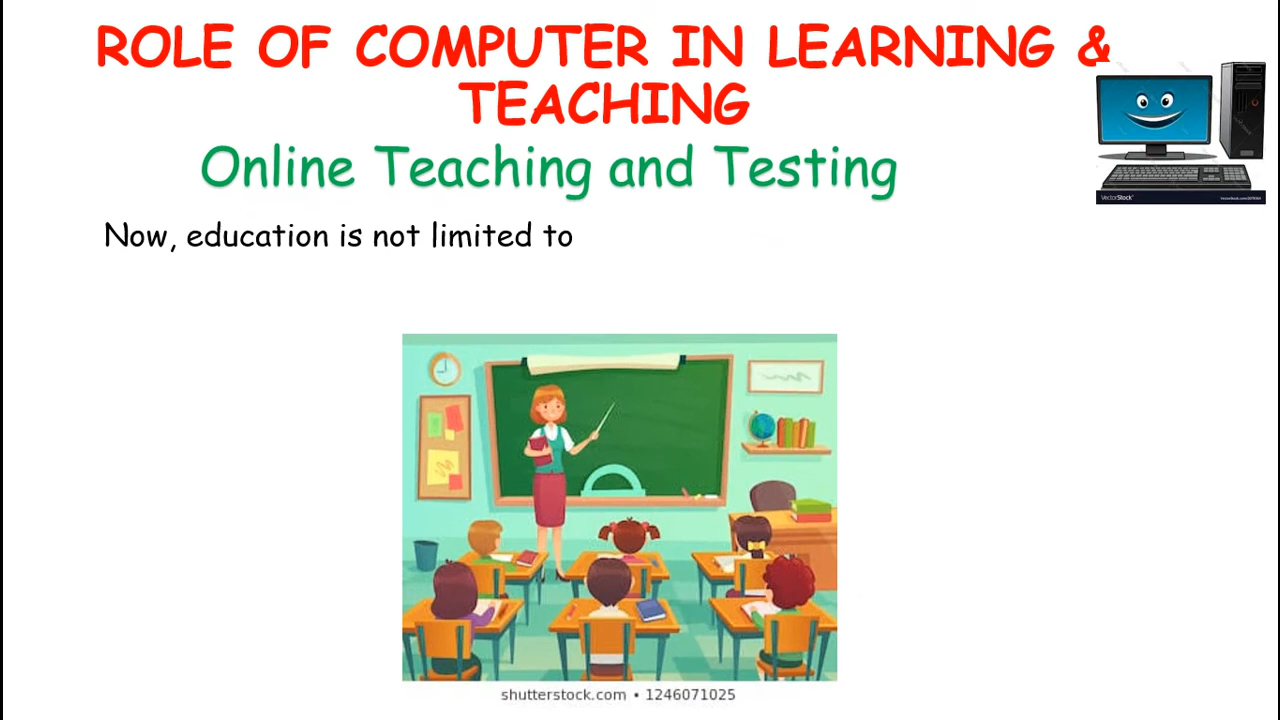 ROLE OF COMPUTER IN LEARNING &
TEACHING
Online Teaching and Testing
Now, education is not limited to
VectorStock
shutterstock.com • 1246071025